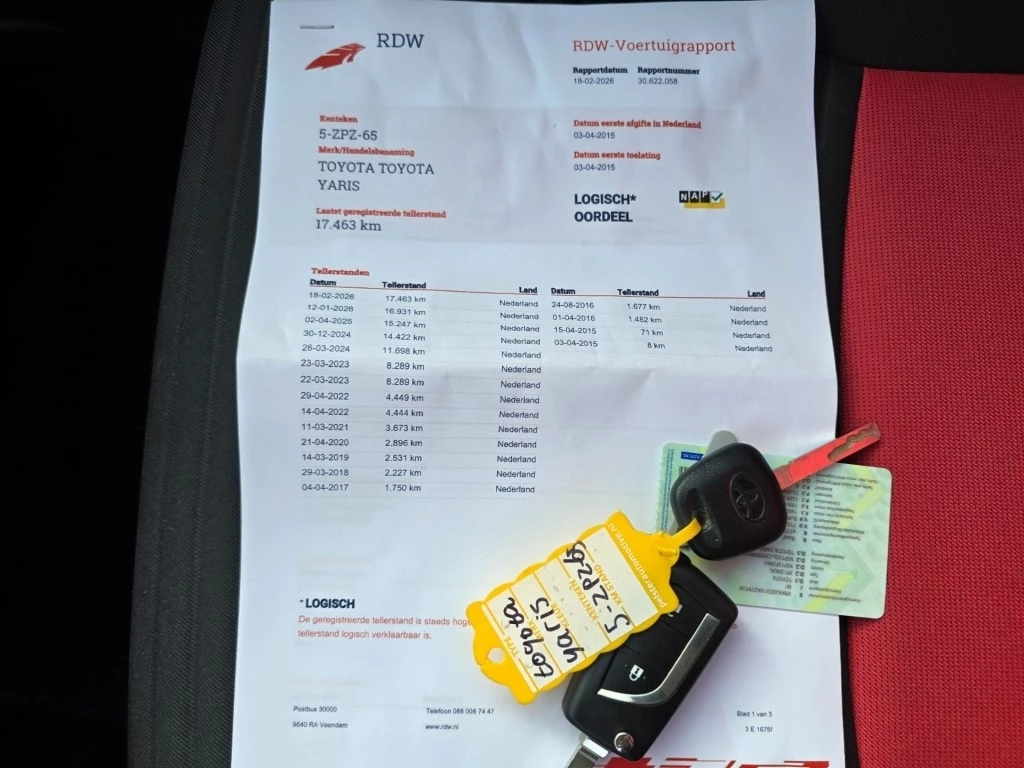 RDW
RDW-Voertuigrapport
Rapportdatum Rapportnummer
18-02-2026 30.622.058
Kenteken
5-ZPZ-65
Merk/Handelsbenaming
TOYOTA TOYOTA
YARIS
Laatst geregistreerde tellerstand
17.463 km
Datum eerste afgifte in Nederland
03-04-2015
Datum eerste toelating
03-04-2015
LOGISCH*
OORDEEL
NAP
Tellerstanden
Datum Tellerstand Land
18-02-2026 17.463 km Nederland
12-01-2026 16.931 km Nederland
02-04-2025 15.247 km Nederland
30-12-2024 14.422 km Nederland
26-03-2024 11.698 km Nederland
23-03-2023 8.289 km Nederland
22-03-2023 8.289 km Nederland
29-04-2022 4.449 km Nederland
14-04-2022 4.444 km Nederland
11-03-2021 3.673 km Nederland
21-04-2020 2.896 km Nederland
14-03-2019 2.531 km Nederland
29-03-2018 2.227 km Nederland
04-04-2017 1.750 km Nederland
Datum Tellerstand Land
24-08-2016 1.677 km Nederland
01-04-2016 1.482 km Nederland
15-04-2015 71 km Nederland
03-04-2015 8 km Nederland
*LOGISCH
De geregistreerde tellerstand is steeds hoge
tellerstand logisch verklaarbaar is.
Postbus 30000
9640 RA Veendam
Telefoon 088 008 74 47
www.rdw.nl
Blad 1 van 3
3 E 1675f
pelsterautomotive.nl
KM STAND
KENTEKEN
5-ZPZ-65
yaris
TYPE
toyota